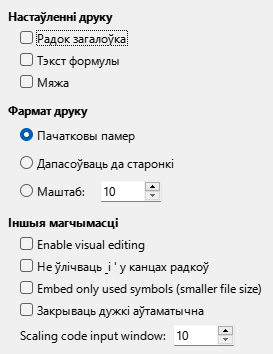 Настаўленні друку
Радок загалоўка
Тэкст формулы
Мяжа
Фармат друку
Пачатковы памер
Дапасоўваць да старонкі
Маштаб: 10
Іншыя магчымасці
Enable visual editing
Не ўлічваць ˽і ' у канцах радкоў
Embed only used symbols (smaller file size)
Закрываць дужкі аўтаматычна
Scaling code input window: 10